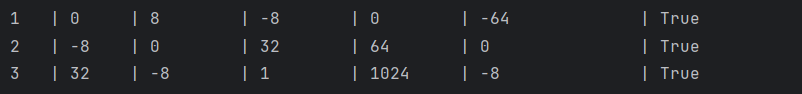 1 | 0 | 8 | -8 | 0 | -64 | True
2 | -8 | 0 | 32 | 64 | 0 | True
3 | 32 | -8 | 1 | 1024 | -8 | True